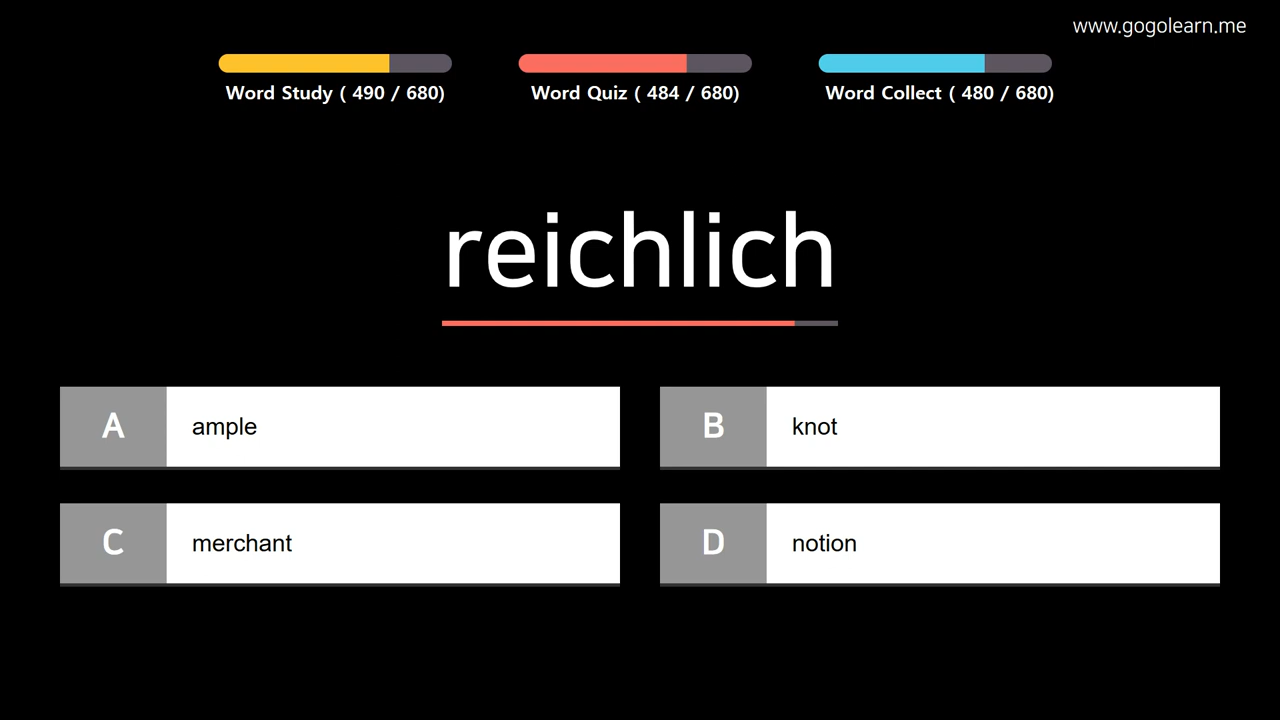 www.gogolearn.me
Word Study ( 490 / 680)
Word Quiz ( 484 / 680)
Word Collect ( 480 / 680)
reichlich
A ample
B knot
C merchant
D notion